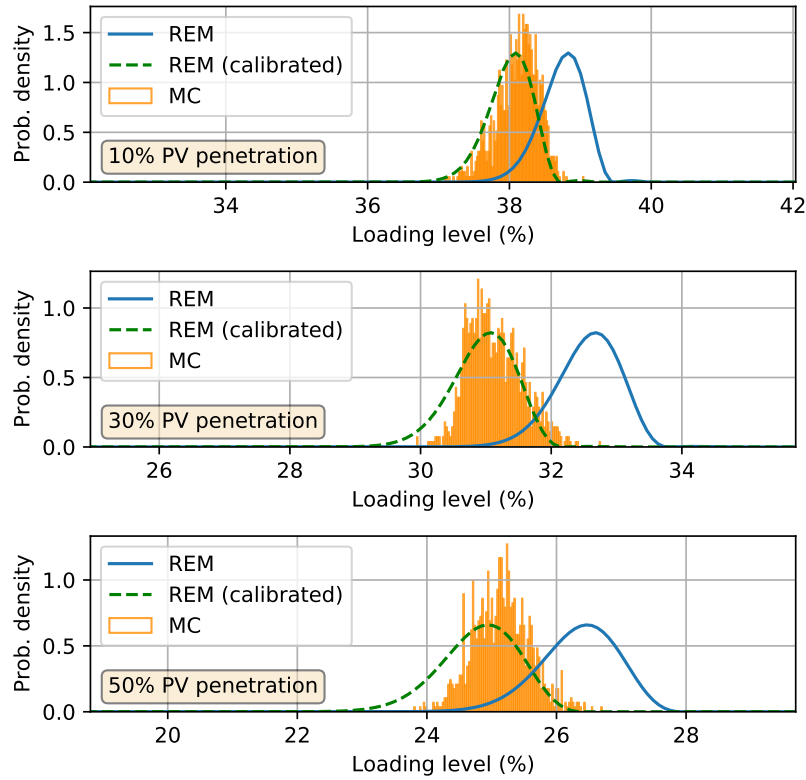 Prob. density
1.5
1.0
0.5
0.0
REM
REM (calibrated)
MC
10% PV penetration
34
36
38
40
42
Loading level (%)
Prob. density
1.0
0.5
0.0
REM
REM (calibrated)
MC
30% PV penetration
26
28
30
32
34
Loading level (%)
Prob. density
1.0
0.5
0.0
REM
REM (calibrated)
MC
50% PV penetration
20
22
24
26
28
Loading level (%)